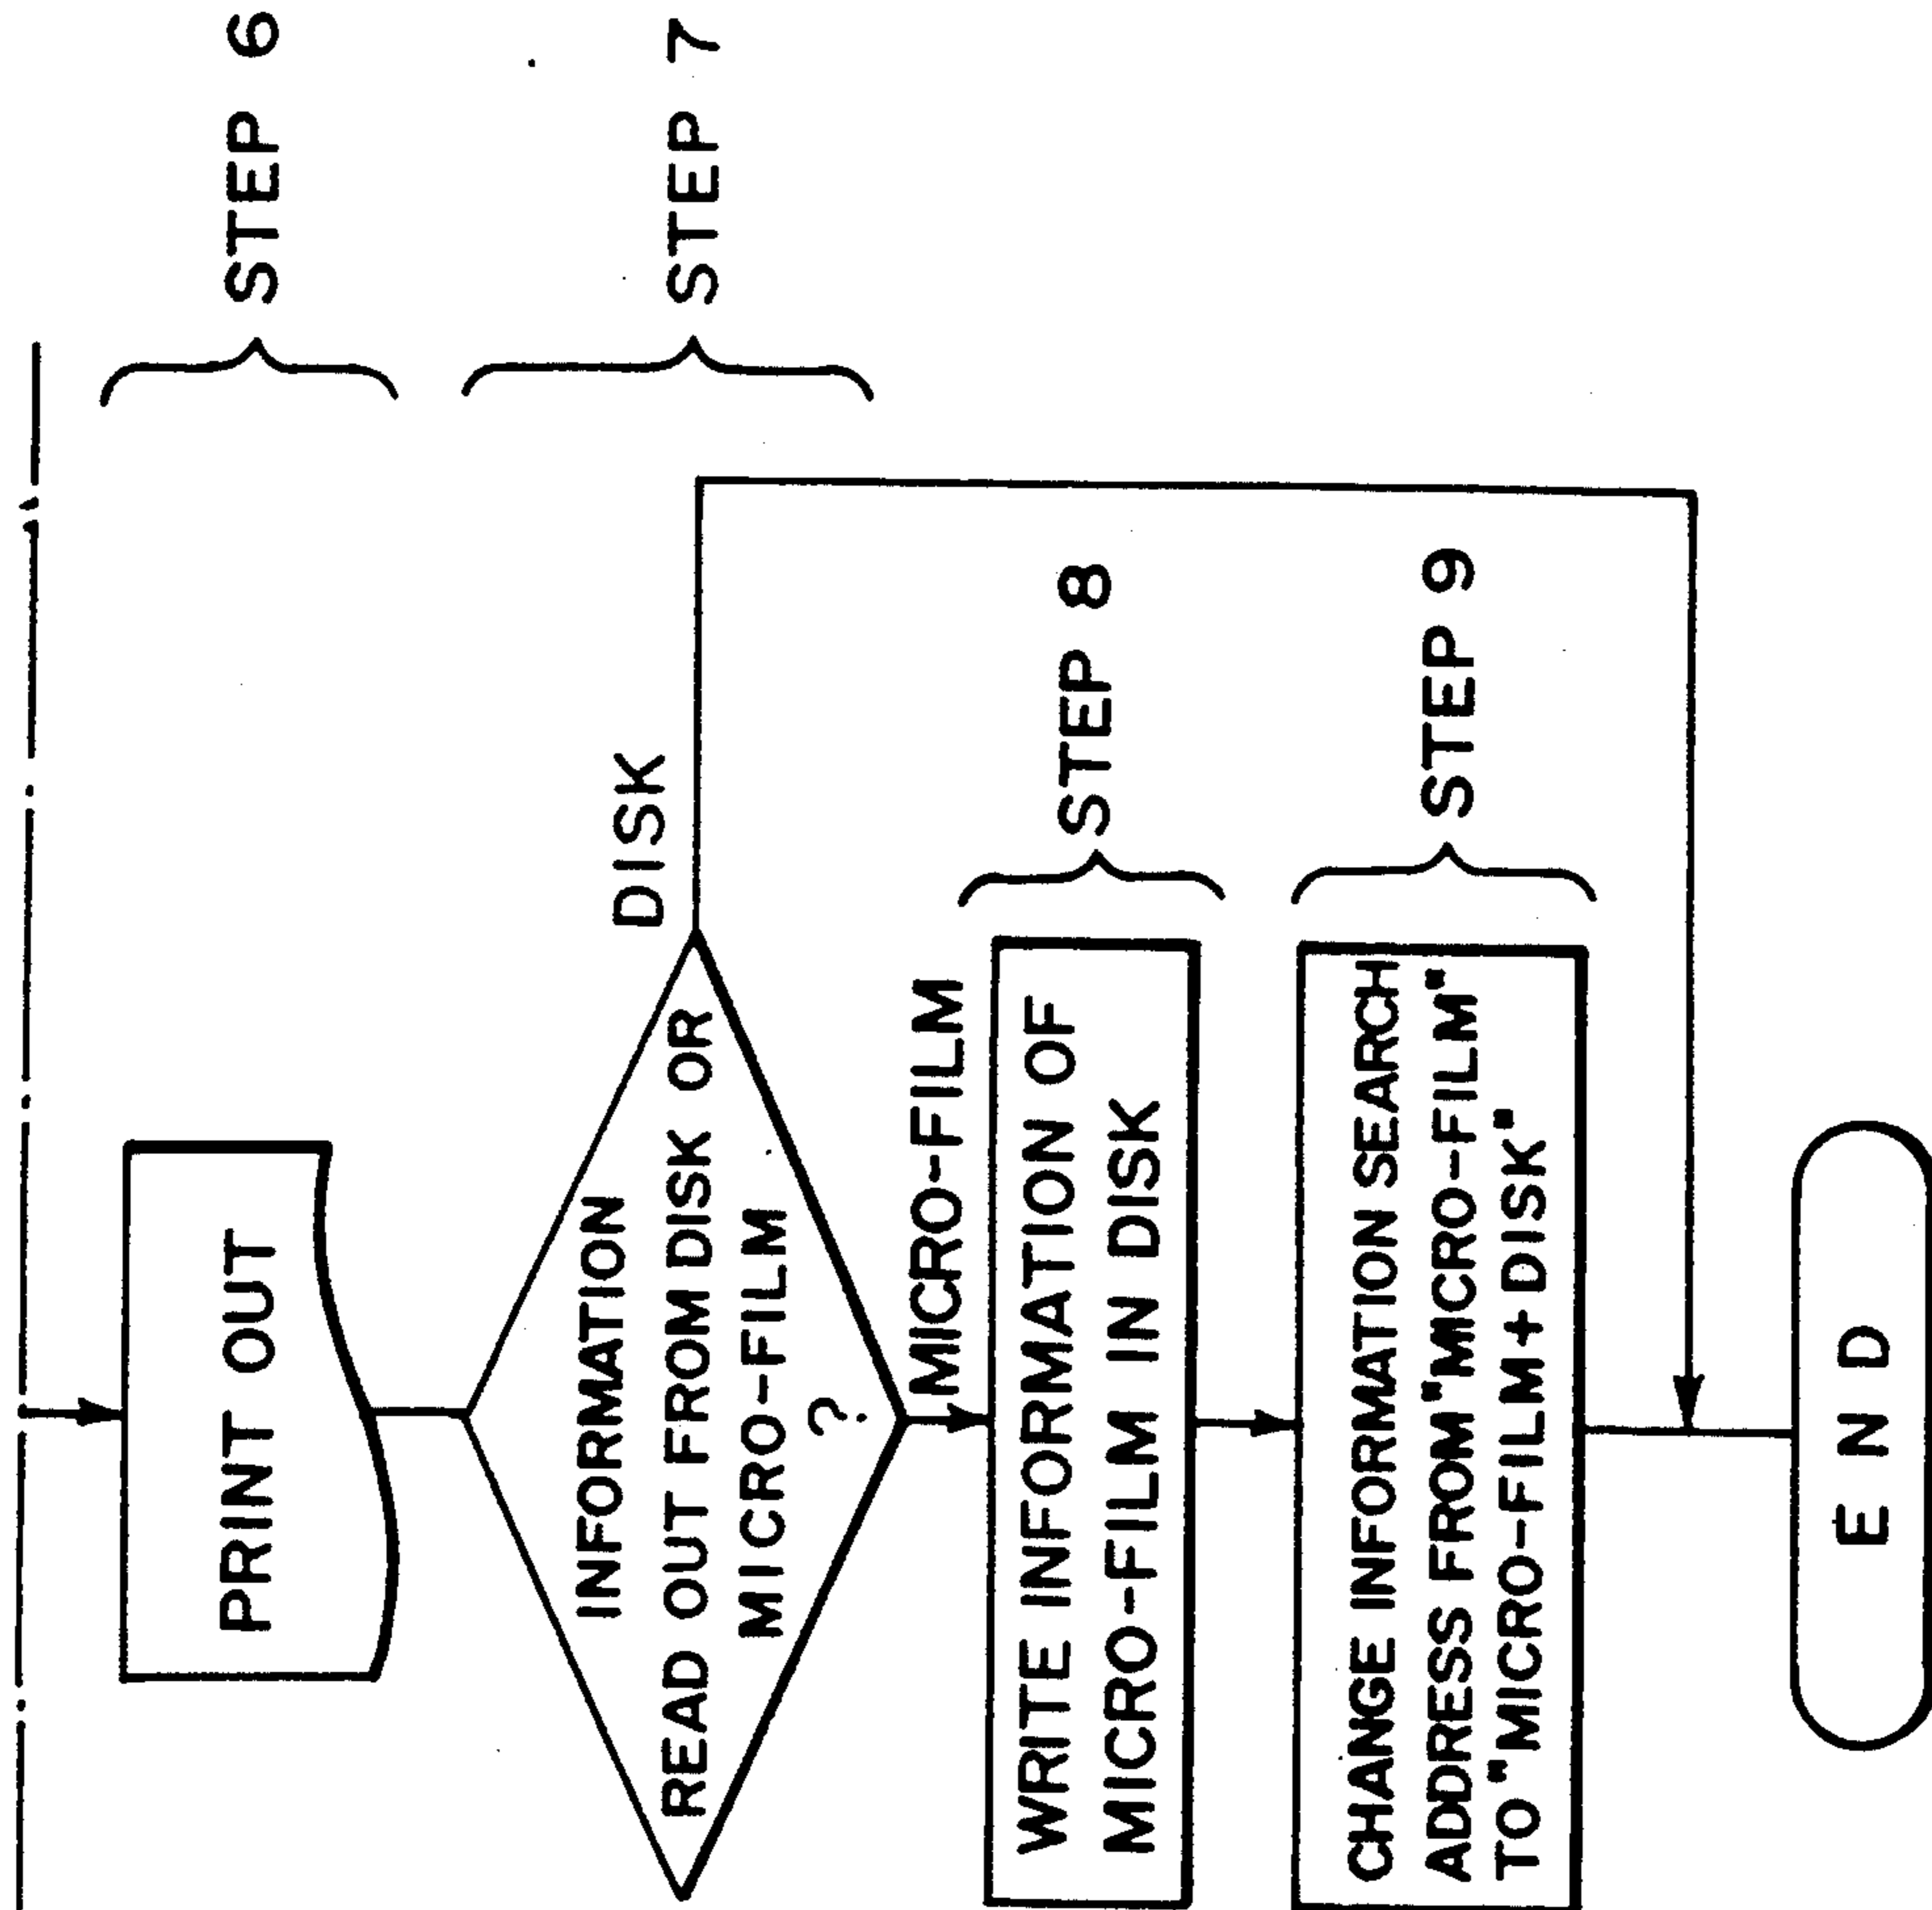 PRINT OUT
STEP 6
INFORMATION
READ OUT FROM DISK OR
MICRO-FILM
?
DISK
STEP 7
MICRO-FILM
WRITE INFORMATION OF
MICRO-FILM IN DISK
STEP 8
CHANGE INFORMATION SEARCH
ADDRESS FROM "MICRO-FILM"
TO "MICRO-FILM+DISK"
STEP 9
END